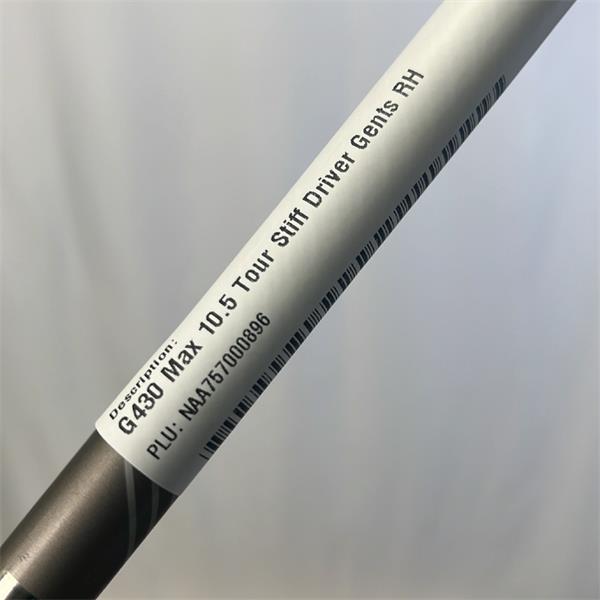 Description:
G430 Max 10.5 Tour Stiff Driver Gents RH
PLU: NAA757000896